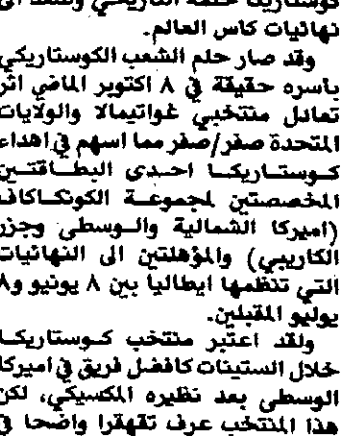 كوستاريكا حلمه التاريخي
نهائيات كاس العالم.
وقد صار حلم الشعب الكوستاريكي
باسره حقيقة في ٨ اكتوبر الماضي اثر
تعادل منتخبي غواتيمالا والولايات
المتحدة صفر/صفر مما اسهم في اهداء
كوستاريكا احدى البطاقتين
المخصصتين لمجموعة الكونكاكاف
(اميركا الشمالية والوسطى وجزر
الكاريبي) والمؤهلتين الى النهائيات
التي تنظمها ايطاليا بين ٨ يونيو و٨
يوليو المقبلين.
ولقد اعتبر منتخب كوستاريكا
خلال الستينات كافضل فريق في اميركا
الوسطى بعد نظيره المكسيكي، لكن
هذا المنتخب عرف تقهقرا واضحا في